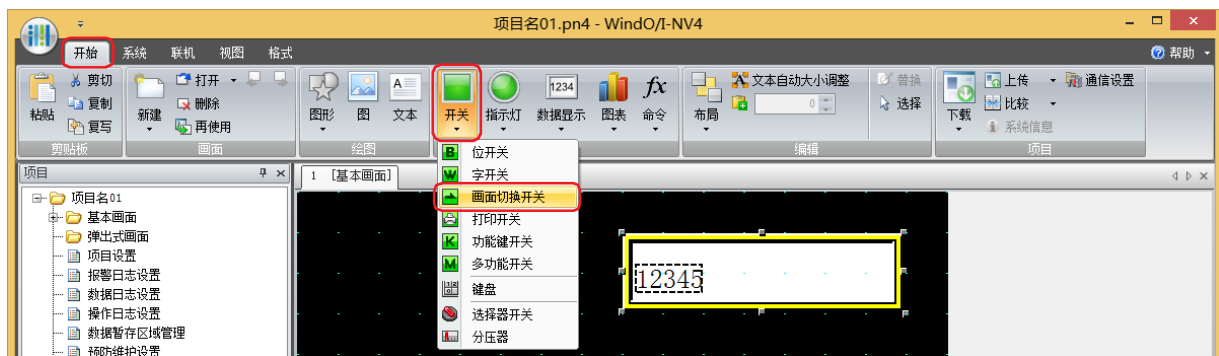 项目名01.pn4 - WindO/I-NV4
开始 系统 联机 视图 格式 帮助
剪切 复制 复写 粘贴
新建 打开 删除 再使用
图形 图 文本
开关 指示灯 数据显示 图表 命令
1234
fx
布局 文本自动大小调整 0 替换 选择
下载 上传 比较 系统信息 通信设置
剪贴板 画面 绘图 编辑 项目
项目
项目名01
基本画面
弹出式画面
项目设置
报警日志设置
数据日志设置
操作日志设置
数据暂存区域管理
预防维护设置
1 [基本画面]
B 位开关
W 字开关
画面切换开关
打印开关
K 功能键开关
M 多功能开关
键盘
选择器开关
分压器
12345